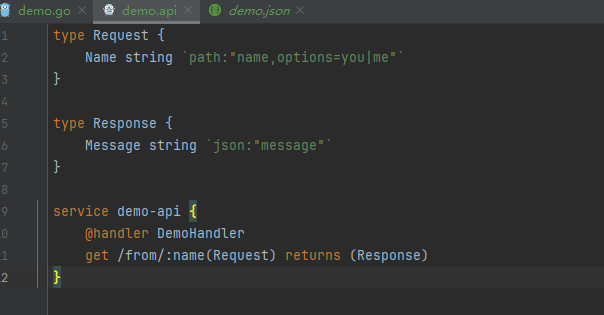 demo.go demo.api demo.json
1 type Request {
2 Name string `path:"name,options=you|me"`
3 }
4
5 type Response {
6 Message string `json:"message"`
7 }
8
9 service demo-api {
0 @handler DemoHandler
1 get /from/:name(Request) returns (Response)
2 }